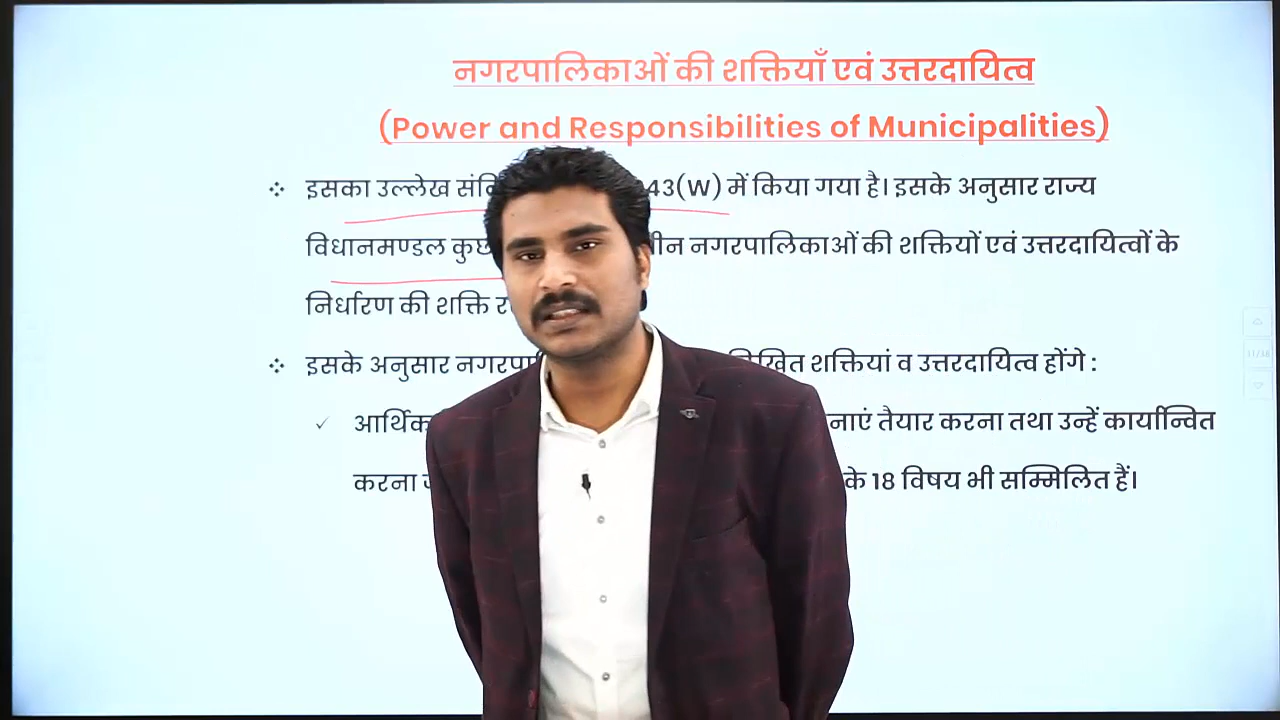 नगरपालिकाओं की शक्तियाँ एवं उत्तरदायित्व
(Power and Responsibilities of Municipalities)
इसका उल्लेख 43(W) में किया गया है। इसके अनुसार राज्य
विधानमण्डल नगरपालिकाओं की शक्तियों एवं उत्तरदायित्वों के
निर्धारण की शक्ति
इसके अनुसार शक्तियां व उत्तरदायित्व होंगे :
आर्थिक तैयार करना तथा उन्हें कार्यान्वित
करना के 18 विषय भी सम्मिलित हैं।